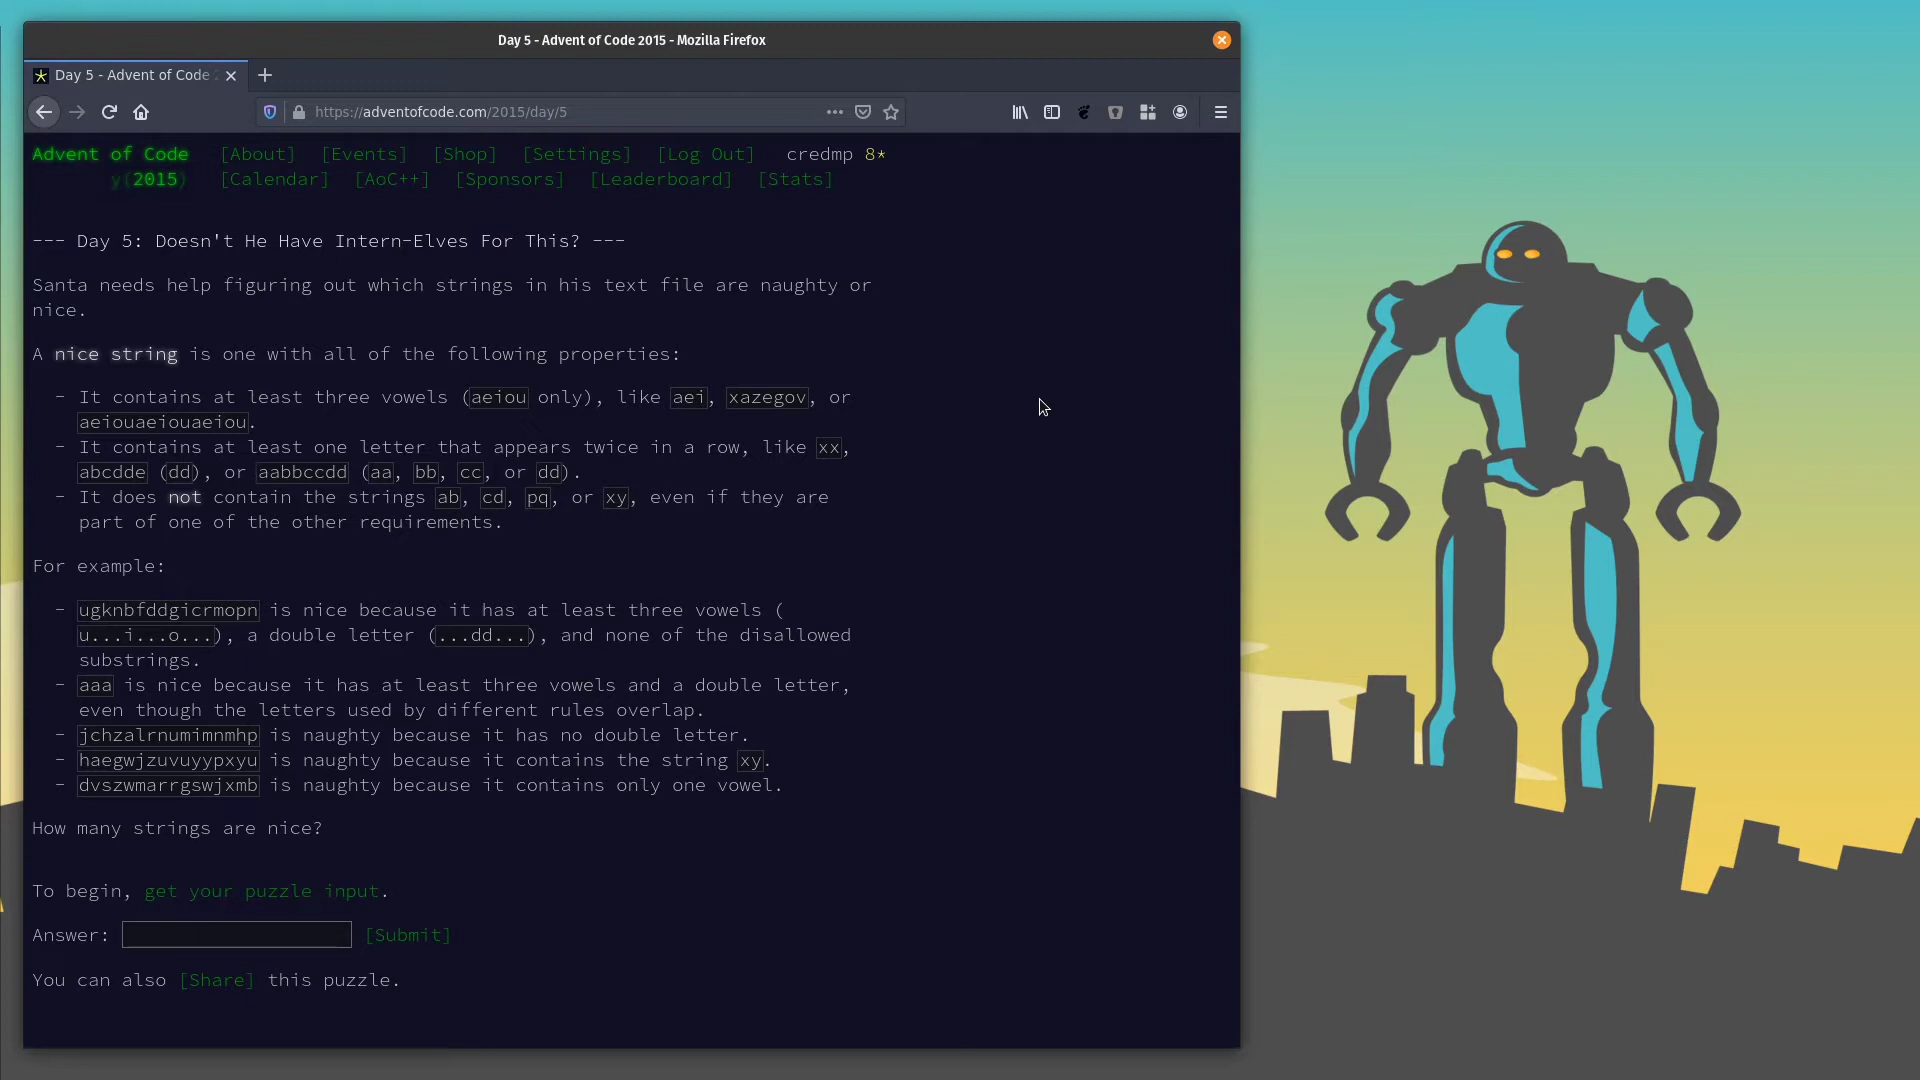 Day 5 - Advent of Code 2015 - Mozilla Firefox
Day 5 - Advent of Code 2
https://adventofcode.com/2015/day/5
Advent of Code [About] [Events] [Shop] [Settings] [Log Out] credmp 8*
y(2015) [Calendar] [AoC++] [Sponsors] [Leaderboard] [Stats]
--- Day 5: Doesn't He Have Intern-Elves For This? ---
Santa needs help figuring out which strings in his text file are naughty or
nice.
A nice string is one with all of the following properties:
- It contains at least three vowels (aeiou only), like aei, xazegov, or
aeiouaeiouaeiou.
- It contains at least one letter that appears twice in a row, like xx,
abcdde (dd), or aabbccdd (aa, bb, cc, or dd).
- It does not contain the strings ab, cd, pq, or xy, even if they are
part of one of the other requirements.
For example:
- ugknbfddgicrmopn is nice because it has at least three vowels (
u...i...o...), a double letter (...dd...), and none of the disallowed
substrings.
- aaa is nice because it has at least three vowels and a double letter,
even though the letters used by different rules overlap.
- jchzalrnumimnmhp is naughty because it has no double letter.
- haegwjzuvuyypxyu is naughty because it contains the string xy.
- dvszwmarrgswjxmb is naughty because it contains only one vowel.
How many strings are nice?
To begin, get your puzzle input.
Answer: [Submit]
You can also [Share] this puzzle.